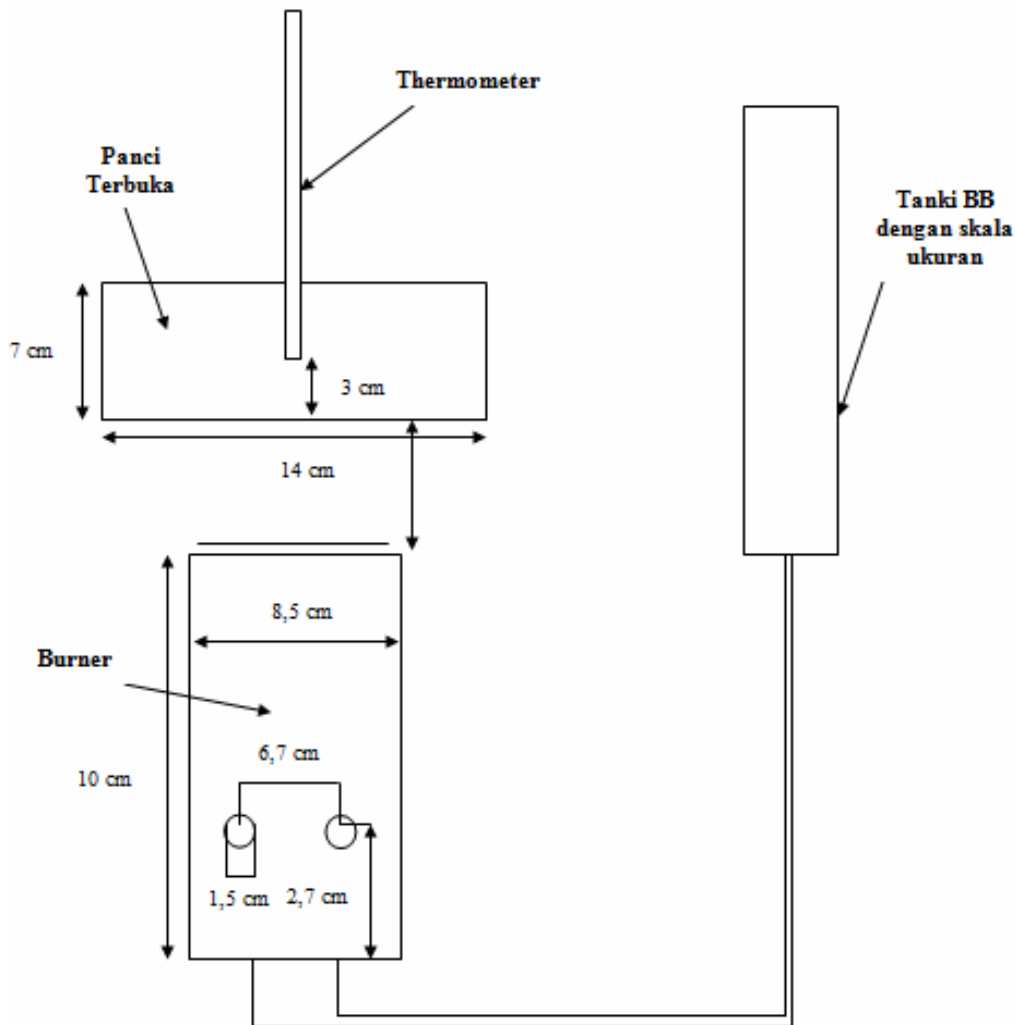 Thermometer
Panci
Terbuka
Tanki BB
dengan skala
ukuran
7 cm
3 cm
14 cm
8,5 cm
Burner
6,7 cm
10 cm
1,5 cm
2,7 cm